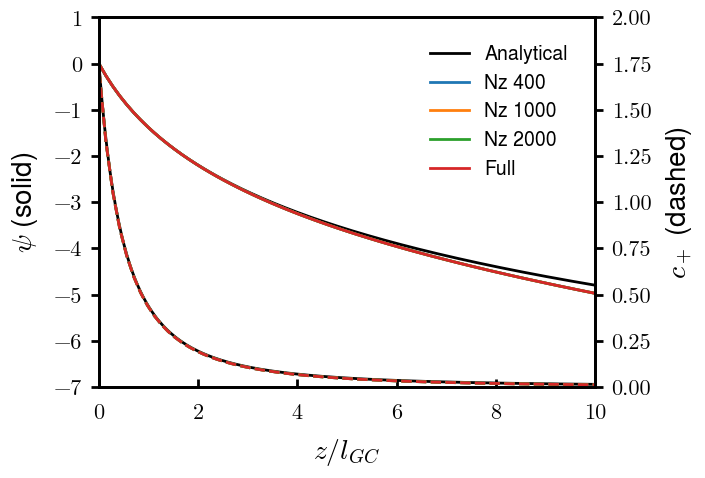 1
0
−1
−2
−3
−4
−5
−6
−7
ψ (solid)
Analytical
Nz 400
Nz 1000
Nz 2000
Full
2.00
1.75
1.50
1.25
1.00
0.75
0.50
0.25
0.00
c₊ (dashed)
0 2 4 6 8 10
z/l_{GC}